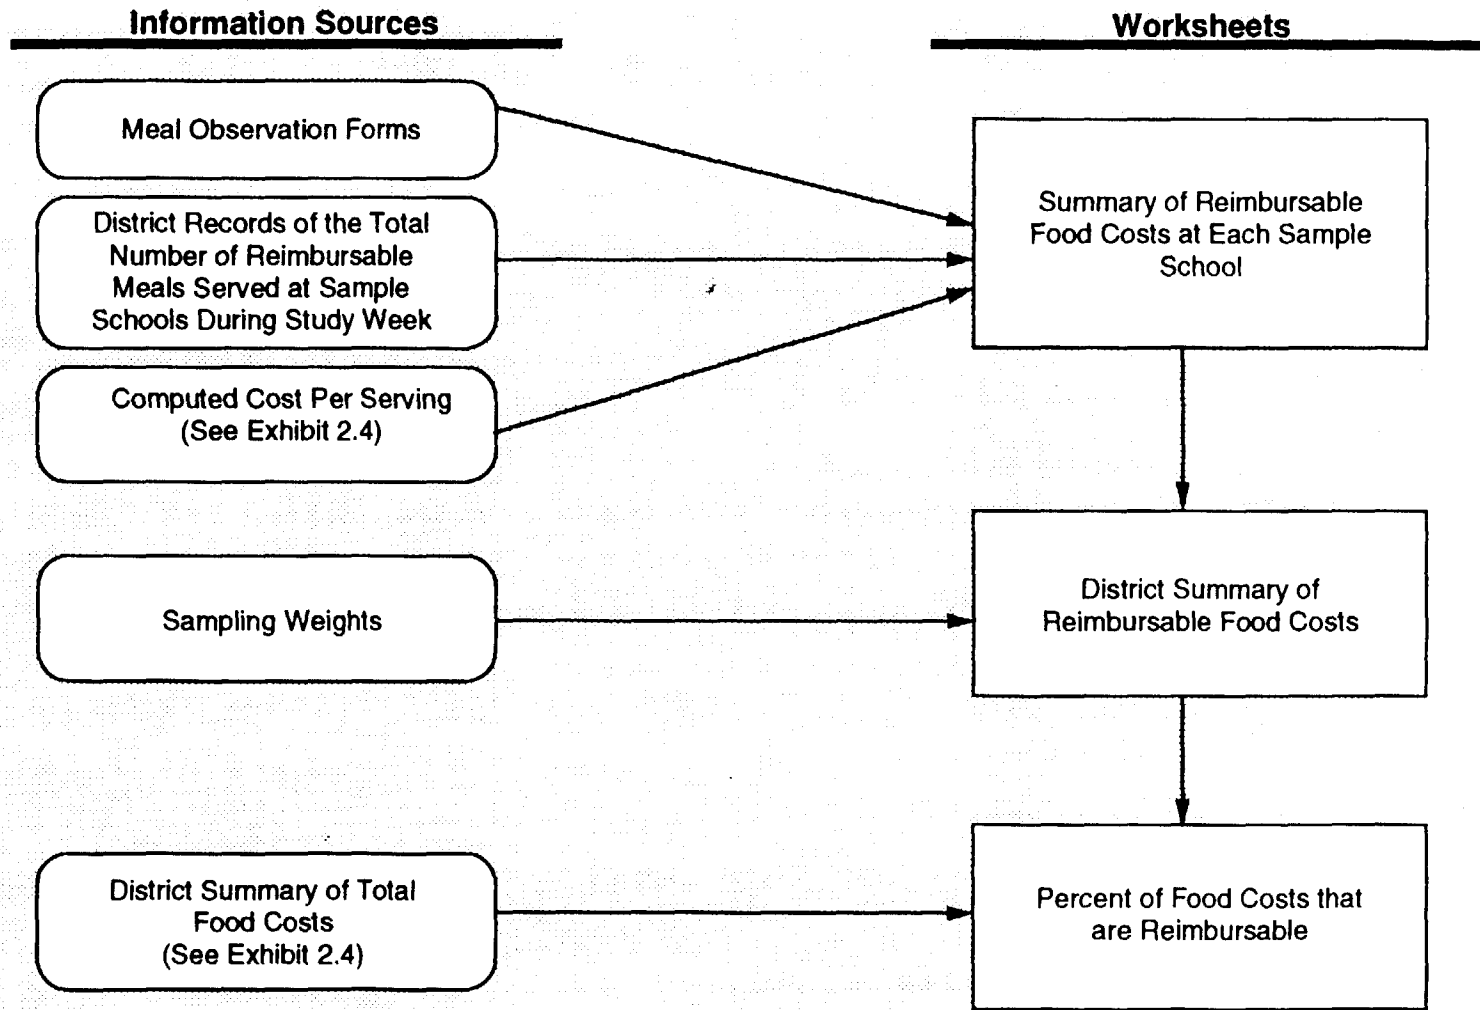 Information Sources
Worksheets
Meal Observation Forms
District Records of the Total
Number of Reimbursable
Meals Served at Sample
Schools During Study Week
Computed Cost Per Serving
(See Exhibit 2.4)
Sampling Weights
District Summary of Total
Food Costs
(See Exhibit 2.4)
Summary of Reimbursable
Food Costs at Each Sample
School
District Summary of
Reimbursable Food Costs
Percent of Food Costs that
are Reimbursable